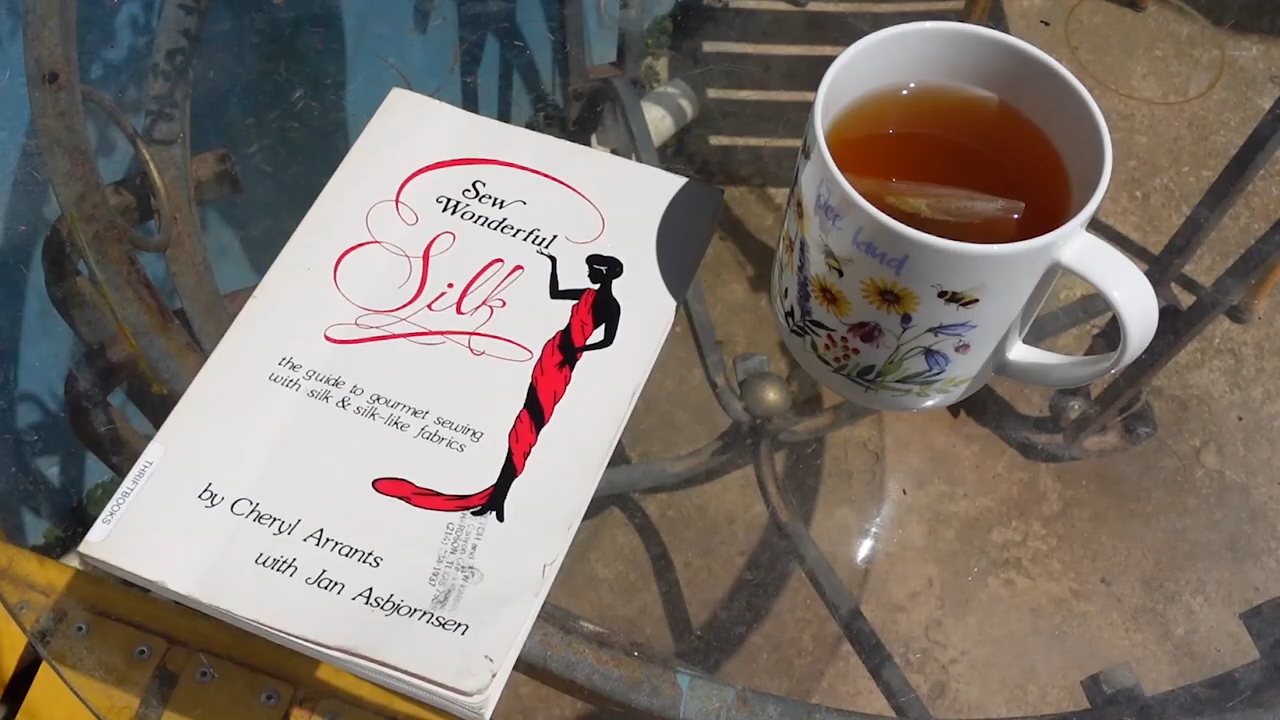 Sew
Wonderful
Silk
the guide to gourmet sewing
with silk & silk-like fabrics
by Cheryl Arrants
with Jan Asbjornsen
THRIFTBOOKS
Bee kind